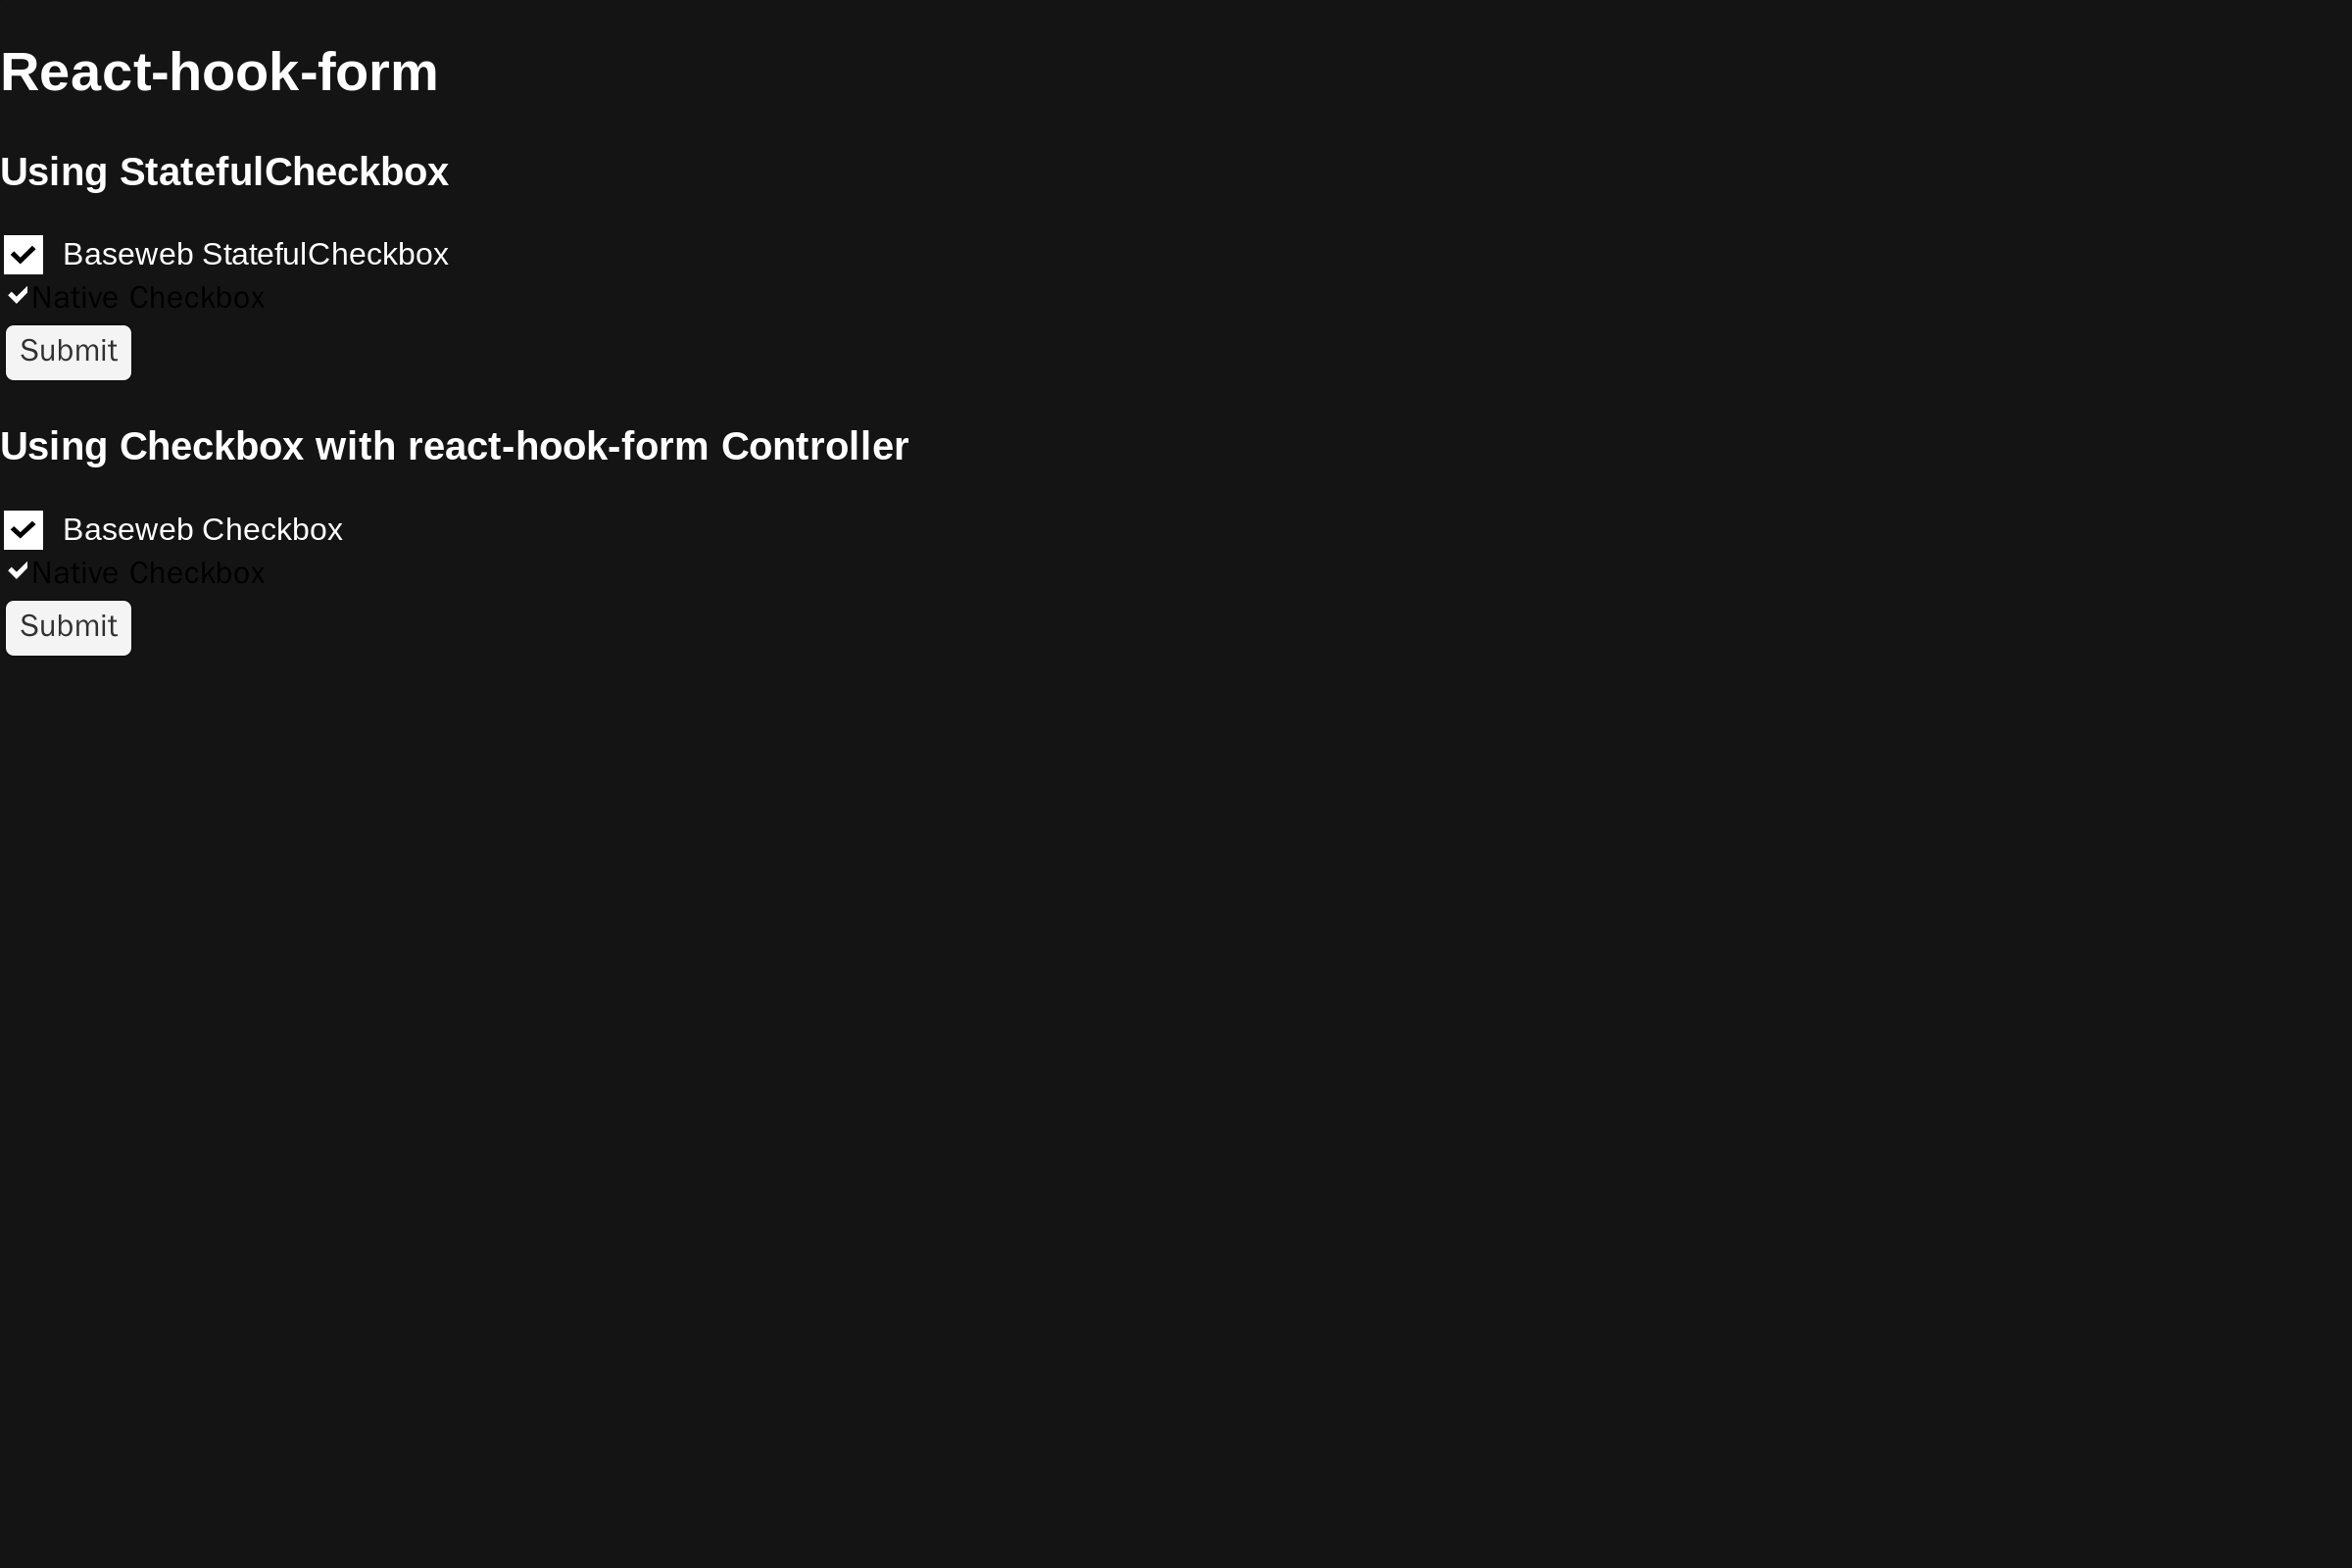 React-hook-form
Using StatefulCheckbox
Baseweb StatefulCheckbox
Native Checkbox
Submit
Using Checkbox with react-hook-form Controller
Baseweb Checkbox
Native Checkbox
Submit